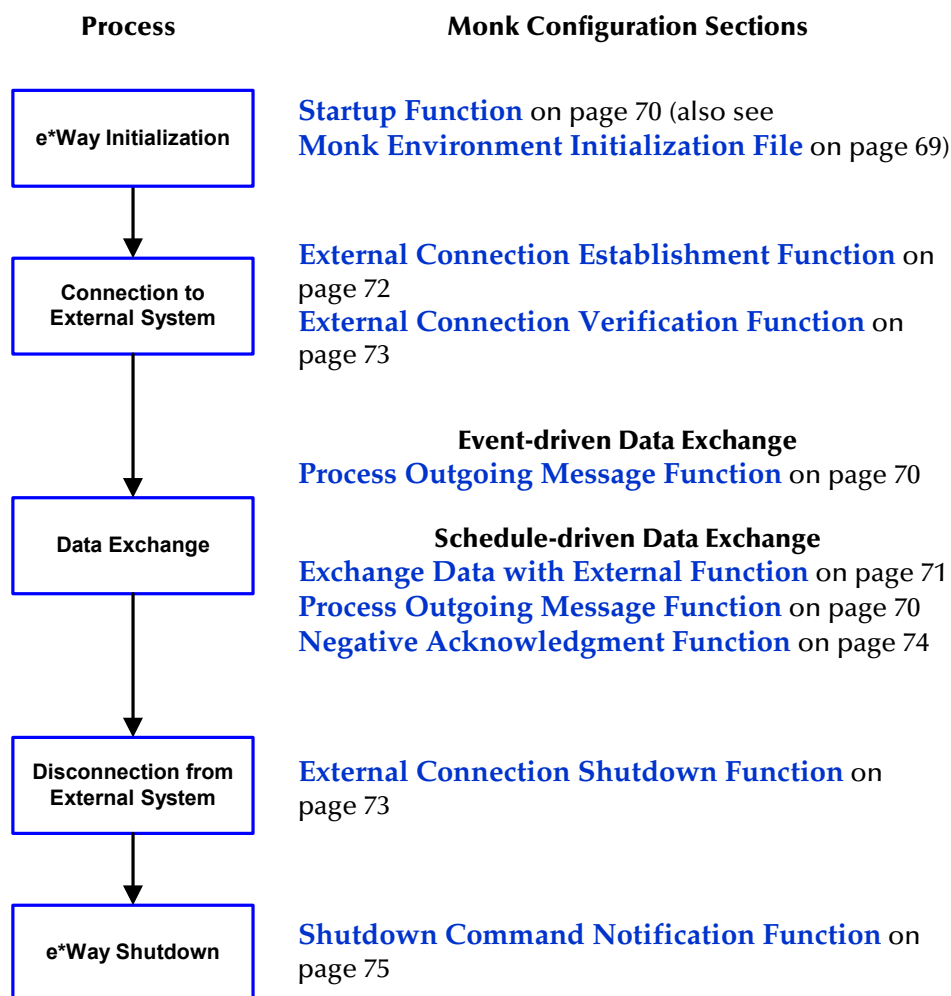 Process
Monk Configuration Sections
e*Way Initialization
Startup Function on page 70 (also see
Monk Environment Initialization File on page 69)
Connection to
External System
External Connection Establishment Function on
page 72
External Connection Verification Function on
page 73
Data Exchange
Event-driven Data Exchange
Process Outgoing Message Function on page 70
Schedule-driven Data Exchange
Exchange Data with External Function on page 71
Process Outgoing Message Function on page 70
Negative Acknowledgment Function on page 74
Disconnection from
External System
External Connection Shutdown Function on
page 73
e*Way Shutdown
Shutdown Command Notification Function on
page 75